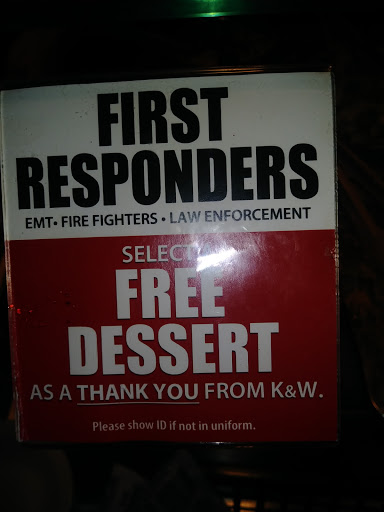 FIRST
RESPONDERS
EMT• FIRE FIGHTERS • LAW ENFORCEMENT
SELECT
FREE
DESSERT
AS A THANK YOU FROM K&W.
Please show ID if not in uniform.